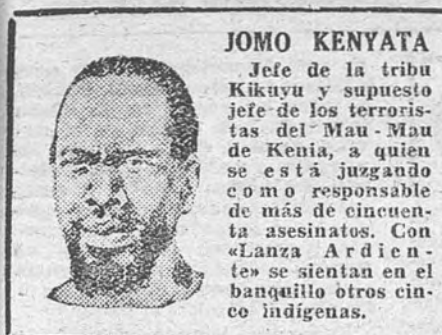 JOMO KENYATA
Jefe de la tribu
Kikuyu y supuesto
jefe de los terroris-
tas del Mau - Mau
de Kenia, a quien
se está juzgando
como responsable
de más de cincuen-
ta asesinatos. Con
«Lanza Ardien-
te» se sientan en el
banquillo otros cin-
co indígenas.